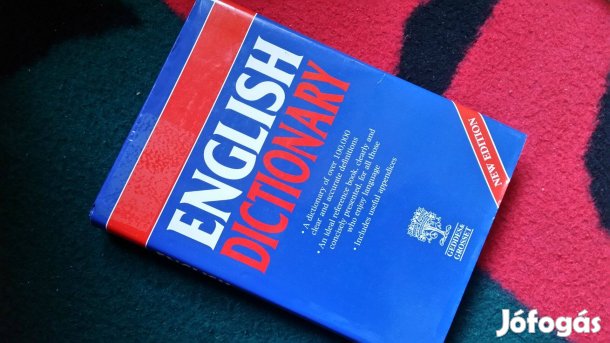 ENGLISH
DICTIONARY
• A dictionary of over 100,000
clear and accurate definitions
• An ideal reference book, clearly and
concisely presented, for all those
who enjoy language
• Includes useful appendices
NEW EDITION
GEDDES&
GROSSET
Jófogás